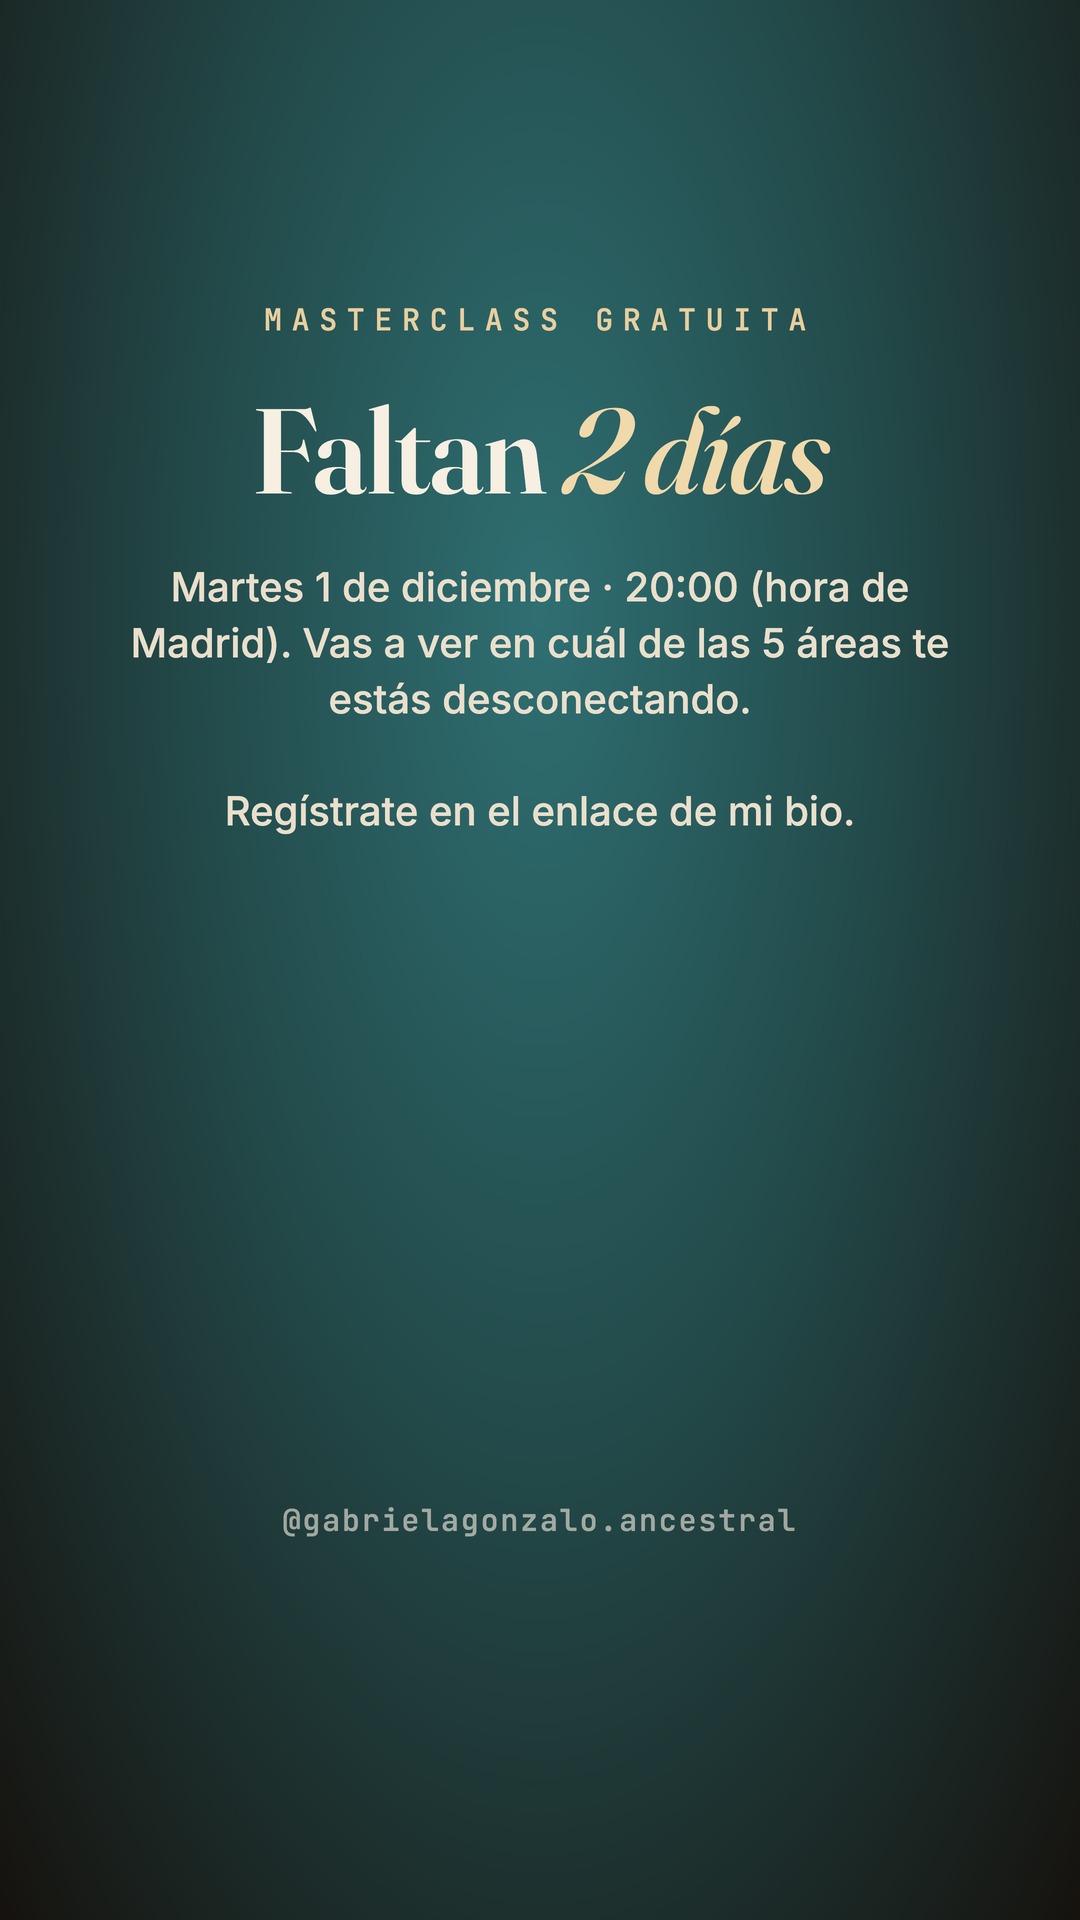 MASTERCLASS GRATUITA
Faltan 2 días
Martes 1 de diciembre · 20:00 (hora de
Madrid). Vas a ver en cuál de las 5 áreas te
estás desconectando.
Regístrate en el enlace de mi bio.
@gabrielagonzalo.ancestral